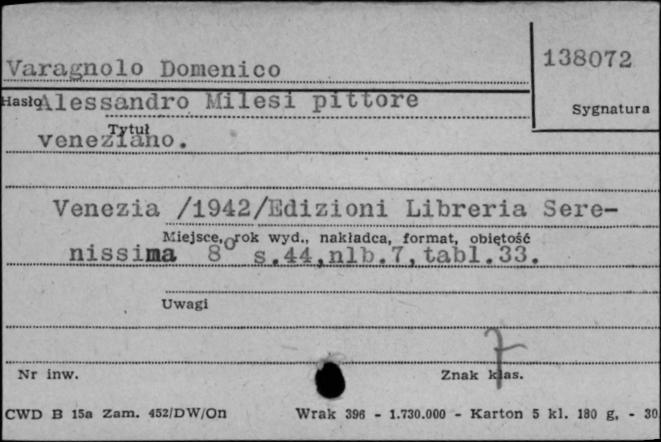 Varagnolo Domenico
138072
Hasło
Alessandro Milesi pittore
Sygnatura
Tytuł
veneziano.
Venezia /1942/Edizioni Libreria Sere-
Miejsce, rok wyd., nakładca, format, obiętość
nissima 8º s.44,nlb.7,tabl.33.
Uwagi
Nr inw.
Znak klas.
CWD B 15a Zam. 452/DW/On Wrak 396 - 1.730.000 - Karton 5 kl. 180 g, - 30